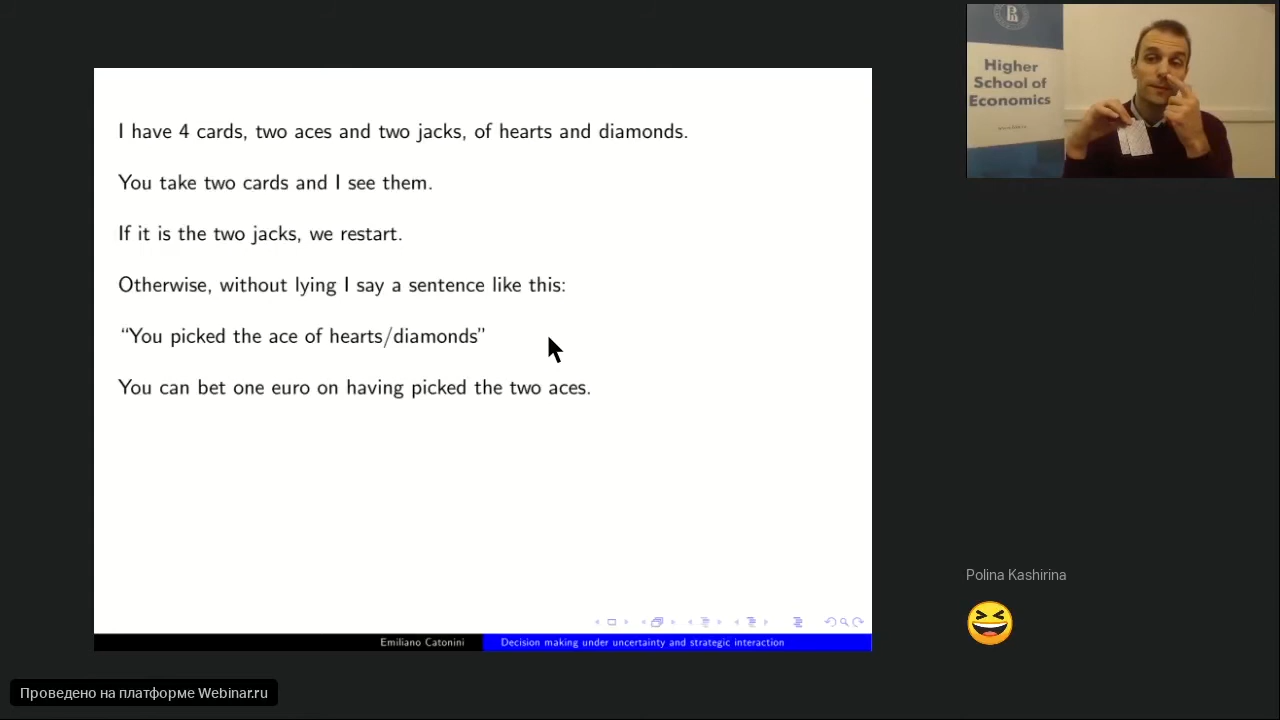 I have 4 cards, two aces and two jacks, of hearts and diamonds.
You take two cards and I see them.
If it is the two jacks, we restart.
Otherwise, without lying I say a sentence like this:
“You picked the ace of hearts/diamonds”
You can bet one euro on having picked the two aces.
Emiliano Catonini
Decision making under uncertainty and strategic interaction
Higher
School of
Economics
Polina Kashirina
Проведено на платформе Webinar.ru